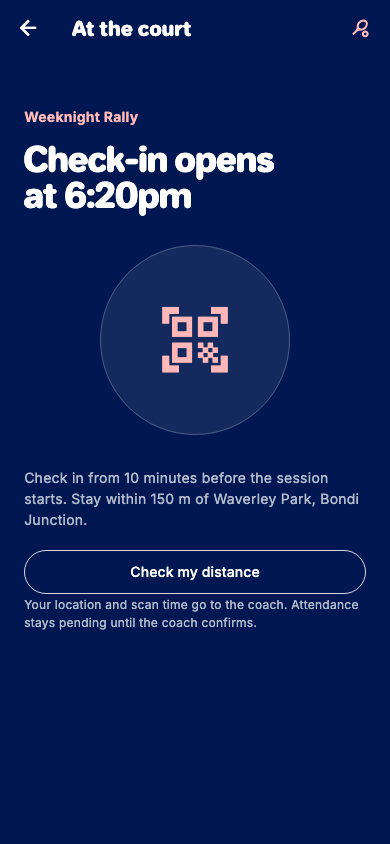 At the court
Weeknight Rally
Check-in opens
at 6:20pm
Check in from 10 minutes before the session
starts. Stay within 150 m of Waverley Park, Bondi
Junction.
Check my distance
Your location and scan time go to the coach. Attendance
stays pending until the coach confirms.